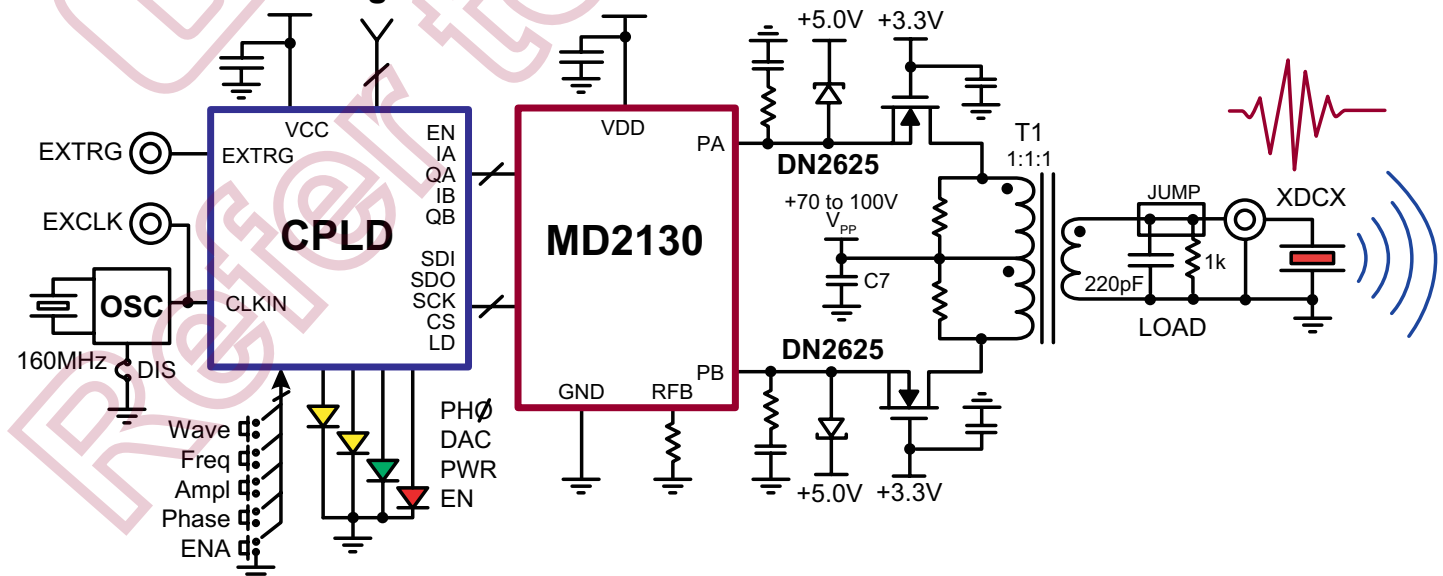 +5.0V
+3.3V
VCC
EXTRG
EXTRG
EXCLK
CPLD
EN
IA
QA
IB
QB
SDI
SDO
SCK
CS
LD
OSC
CLKIN
160MHz
DIS
VDD
PA
MD2130
PB
GND
RFB
DN2625
+70 to 100V
VPP
C7
DN2625
+5.0V
+3.3V
T1
1:1:1
JUMP
XDCX
220pF
1k
LOAD
Wave
Freq
Ampl
Phase
ENA
PHØ
DAC
PWR
EN
Refer to